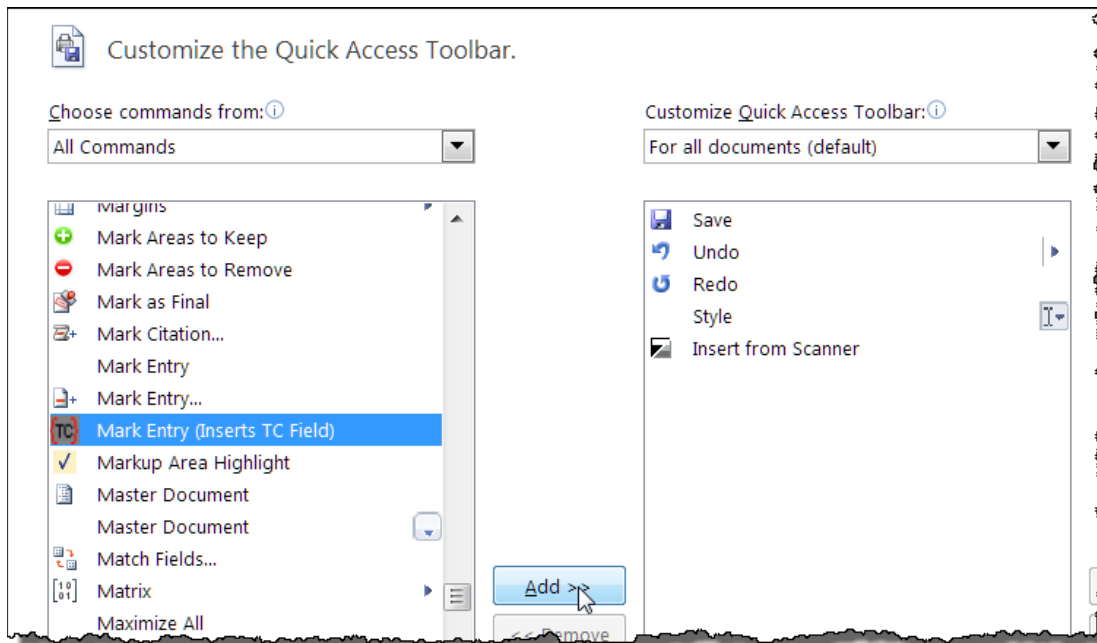 Customize the Quick Access Toolbar.
Choose commands from:
All Commands
Margins
Mark Areas to Keep
Mark Areas to Remove
Mark as Final
Mark Citation...
Mark Entry
Mark Entry...
{TC} Mark Entry (Inserts TC Field)
Markup Area Highlight
Master Document
Master Document
Match Fields...
Matrix
Maximize All
Add >>
<< Remove
Customize Quick Access Toolbar:
For all documents (default)
Save
Undo
Redo
Style
Insert from Scanner